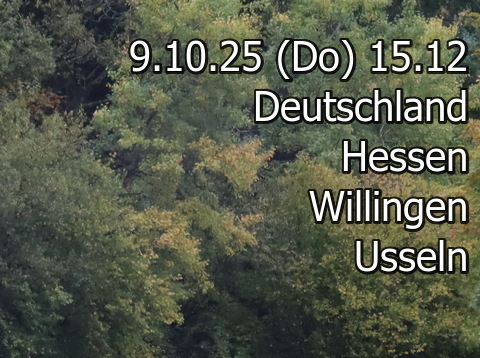 9.10.25 (Do) 15.12
Deutschland
Hessen
Willingen
Usseln